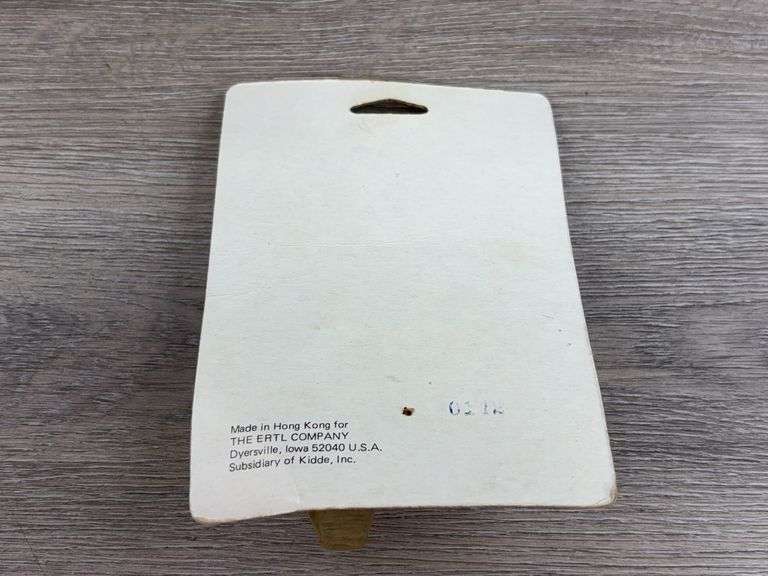 Made in Hong Kong for
THE ERTL COMPANY
Dyersville, Iowa 52040 U.S.A.
Subsidiary of Kidde, Inc.